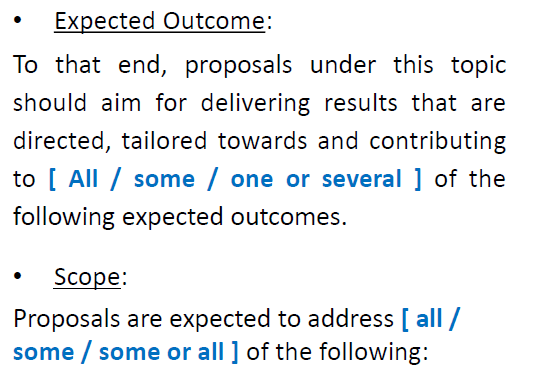 • Expected Outcome:
To that end, proposals under this topic
should aim for delivering results that are
directed, tailored towards and contributing
to [ All / some / one or several ] of the
following expected outcomes.
• Scope:
Proposals are expected to address [ all /
some / some or all ] of the following: